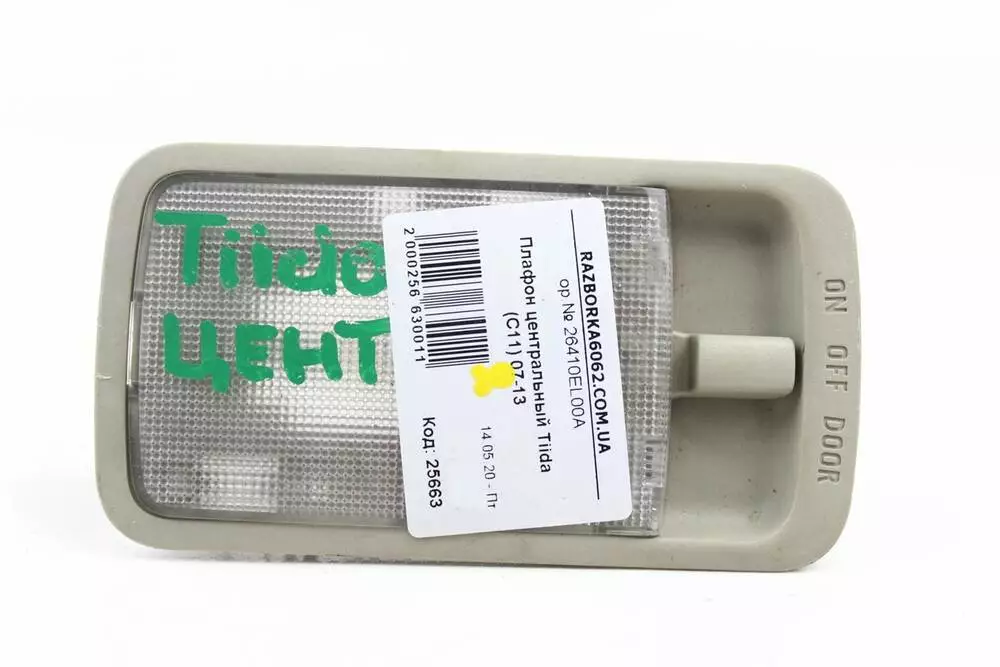 Tiida
ЦЕНТ
RAZBORKA6062.COM.UA
ор № 26410EL00A
Плафон центральный Tiida
(C11) 07-13
2 000256 630011
14.05.20 - Пт
Код: 25663
ON OFF DOOR